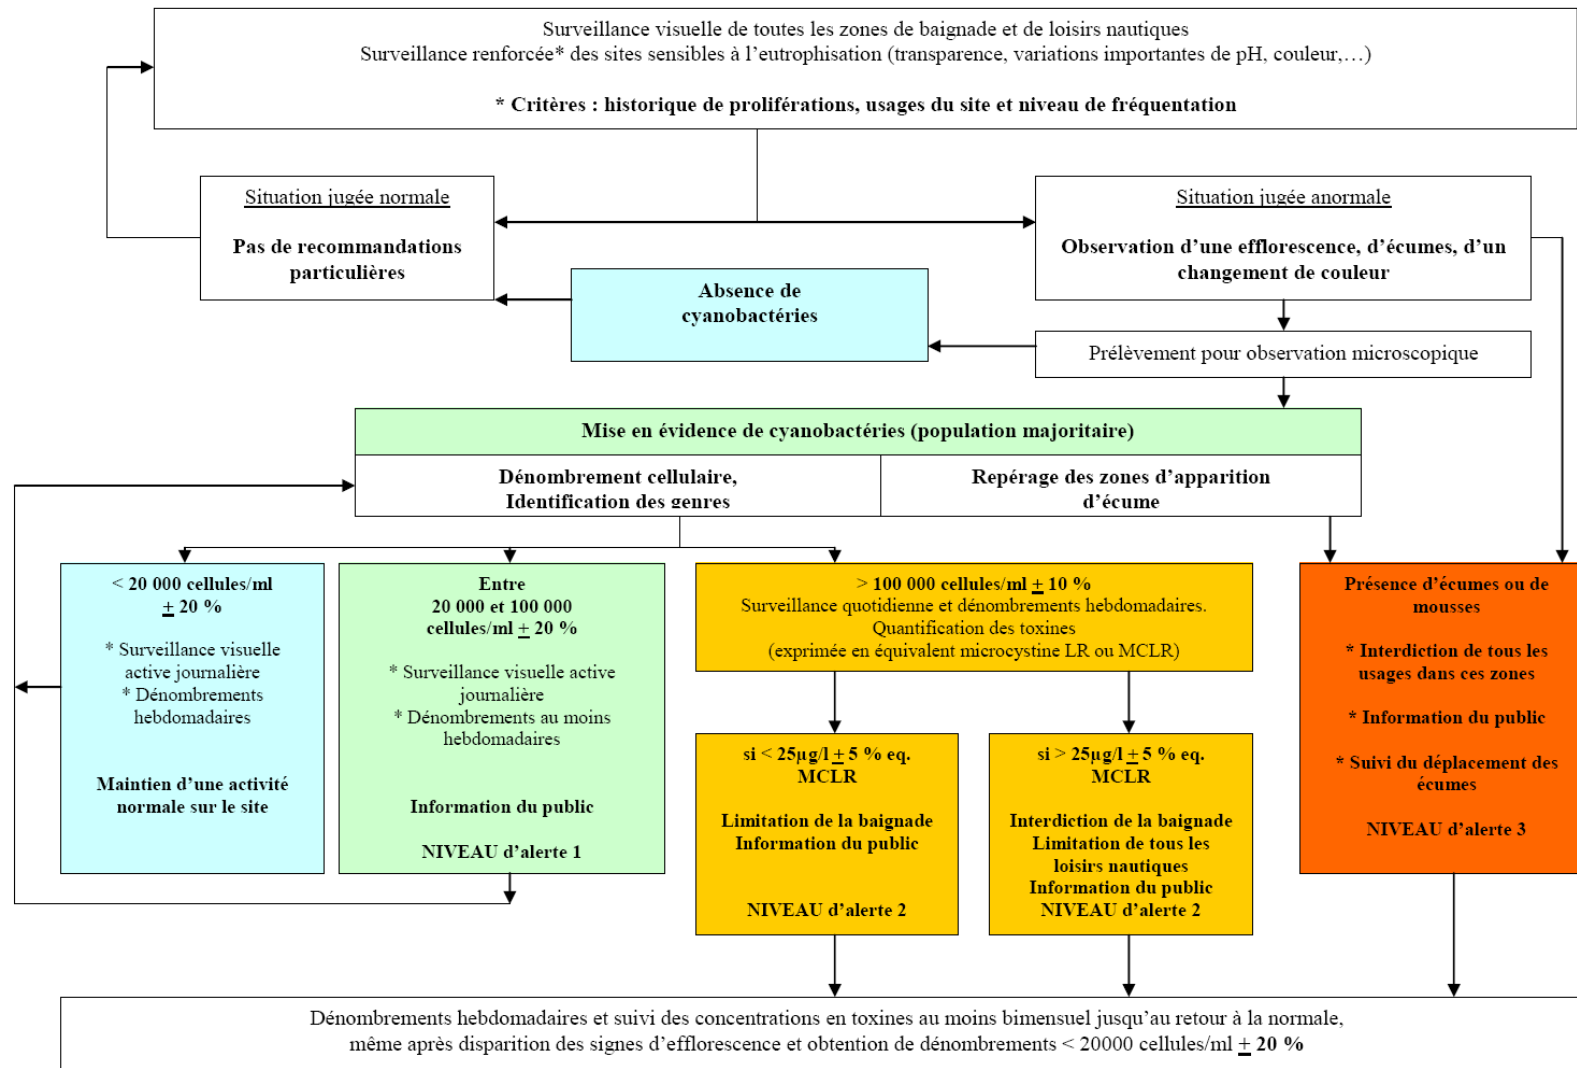 Surveillance visuelle de toutes les zones de baignade et de loisirs nautiques
Surveillance renforcée* des sites sensibles à l'eutrophisation (transparence, variations importantes de pH, couleur,…)
* Critères : historique de proliférations, usages du site et niveau de fréquentation
Situation jugée normale
Pas de recommandations
particulières
Situation jugée anormale
Observation d'une efflorescence, d'écumes, d'un
changement de couleur
Absence de
cyanobactéries
Prélèvement pour observation microscopique
Mise en évidence de cyanobactéries (population majoritaire)
Dénombrement cellulaire,
Identification des genres
Repérage des zones d'apparition
d'écume
< 20 000 cellules/ml
± 20 %
* Surveillance visuelle
active journalière
* Dénombrements
hebdomadaires
Maintien d'une activité
normale sur le site
Entre
20 000 et 100 000
cellules/ml ± 20 %
* Surveillance visuelle active
journalière
* Dénombrements au moins
hebdomadaires
Information du public
NIVEAU d'alerte 1
> 100 000 cellules/ml ± 10 %
Surveillance quotidienne et dénombrements hebdomadaires.
Quantification des toxines
(exprimée en équivalent microcystine LR ou MCLR)
si < 25µg/l ± 5 % eq.
MCLR
Limitation de la baignade
Information du public
NIVEAU d'alerte 2
si > 25µg/l ± 5 % eq.
MCLR
Interdiction de la baignade
Limitation de tous les
loisirs nautiques
Information du public
NIVEAU d'alerte 2
Présence d'écumes ou de
mousses
* Interdiction de tous les
usages dans ces zones
* Information du public
* Suivi du déplacement des
écumes
NIVEAU d'alerte 3
Dénombrements hebdomadaires et suivi des concentrations en toxines au moins bimensuel jusqu'au retour à la normale,
même après disparition des signes d'efflorescence et obtention de dénombrements < 20000 cellules/ml ± 20 %